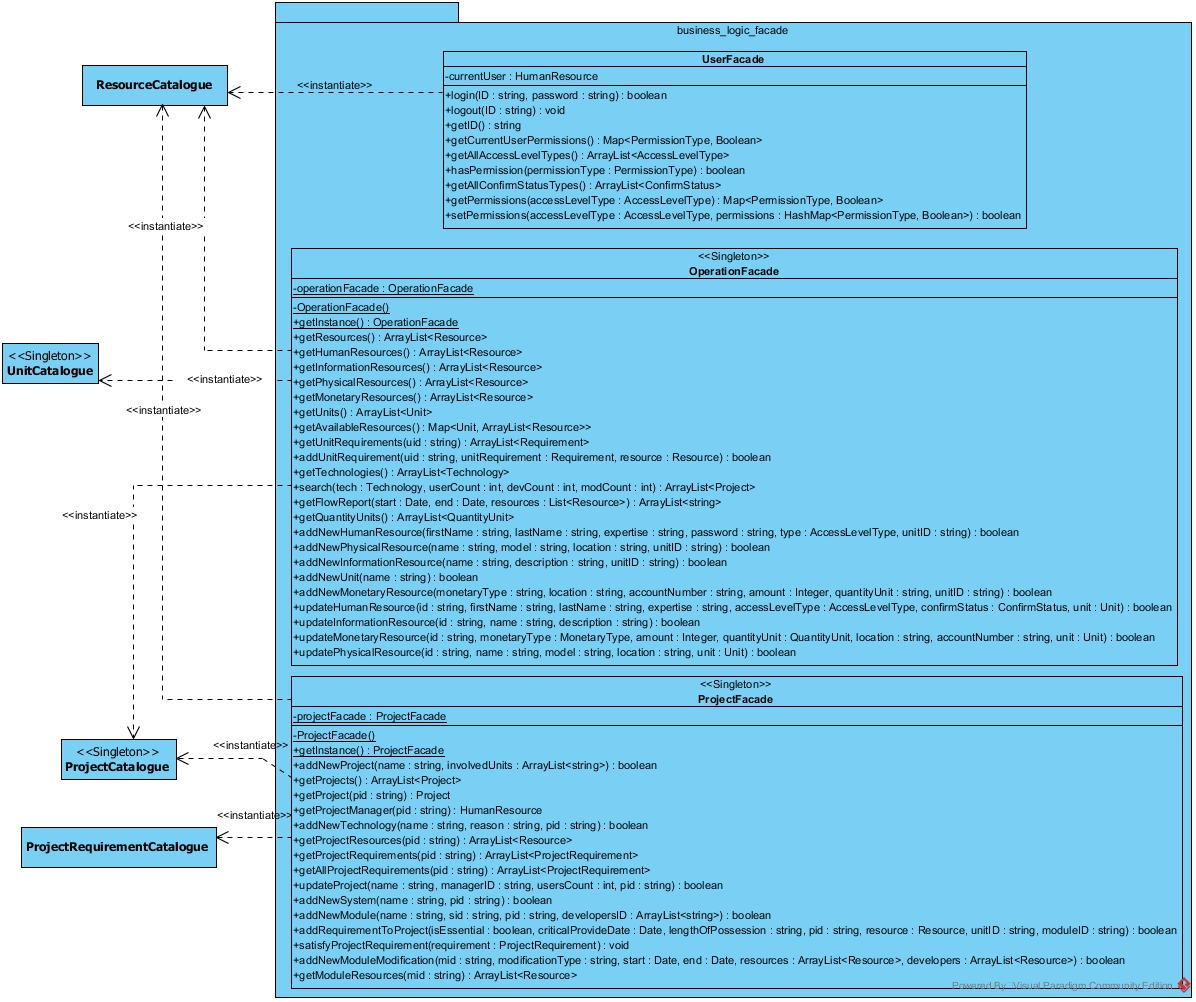 business_logic_facade
UserFacade
-currentUser : HumanResource
+login(ID : string, password : string) : boolean
+logout(ID : string) : void
+getID() : string
+getCurrentUserPermissions() : Map<PermissionType, Boolean>
+getAllAccessLevelTypes() : ArrayList<AccessLevelType>
+hasPermission(permissionType : PermissionType) : boolean
+getAllConfirmStatusTypes() : ArrayList<ConfirmStatus>
+getPermissions(accessLevelType : AccessLevelType) : Map<PermissionType, Boolean>
+setPermissions(accessLevelType : AccessLevelType, permissions : HashMap<PermissionType, Boolean>) : boolean
ResourceCatalogue
<<instantiate>>
<<instantiate>>
<<Singleton>>
UnitCatalogue
<<instantiate>>
<<instantiate>>
<<instantiate>>
<<Singleton>>
OperationFacade
-operationFacade : OperationFacade
-OperationFacade()
+getInstance() : OperationFacade
+getResources() : ArrayList<Resource>
+getHumanResources() : ArrayList<Resource>
+getInformationResources() : ArrayList<Resource>
+getPhysicalResources() : ArrayList<Resource>
+getMonetaryResources() : ArrayList<Resource>
+getUnits() : ArrayList<Unit>
+getAvailableResources() : Map<Unit, ArrayList<Resource>>
+getUnitRequirements(uid : string) : ArrayList<Requirement>
+addUnitRequirement(uid : string, unitRequirement : Requirement, resource : Resource) : boolean
+getTechnologies() : ArrayList<Technology>
+search(tech : Technology, userCount : int, devCount : int, modCount : int) : ArrayList<Project>
+getFlowReport(start : Date, end : Date, resources : List<Resource>) : ArrayList<string>
+getQuantityUnits() : ArrayList<QuantityUnit>
+addNewHumanResource(firstName : string, lastName : string, expertise : string, password : string, type : AccessLevelType, unitID : string) : boolean
+addNewPhysicalResource(name : string, model : string, location : string, unitID : string) : boolean
+addNewInformationResource(name : string, description : string, unitID : string) : boolean
+addNewUnit(name : string) : boolean
+addNewMonetaryResource(monetaryType : string, location : string, accountNumber : string, amount : Integer, quantityUnit : string, unitID : string) : boolean
+updateHumanResource(id : string, firstName : string, lastName : string, expertise : string, accessLevelType : AccessLevelType, confirmStatus : ConfirmStatus, unit : Unit) : boolean
+updateInformationResource(id : string, name : string, description : string) : boolean
+updateMonetaryResource(id : string, monetaryType : MonetaryType, amount : Integer, quantityUnit : QuantityUnit, location : string, accountNumber : string, unit : Unit) : boolean
+updatePhysicalResource(id : string, name : string, model : string, location : string, unit : Unit) : boolean
<<Singleton>>
ProjectCatalogue
<<instantiate>>
ProjectRequirementCatalogue
<<instantiate>>
<<Singleton>>
ProjectFacade
-projectFacade : ProjectFacade
-ProjectFacade()
+getInstance() : ProjectFacade
+addNewProject(name : string, involvedUnits : ArrayList<string>) : boolean
+getProjects() : ArrayList<Project>
+getProject(pid : string) : Project
+getProjectManager(pid : string) : HumanResource
+addNewTechnology(name : string, reason : string, pid : string) : boolean
+getProjectResources(pid : string) : ArrayList<Resource>
+getProjectRequirements(pid : string) : ArrayList<ProjectRequirement>
+getAllProjectRequirements(pid : string) : ArrayList<ProjectRequirement>
+updateProject(name : string, managerID : string, usersCount : int, pid : string) : boolean
+addNewSystem(name : string, pid : string) : boolean
+addNewModule(name : string, sid : string, pid : string, developersID : ArrayList<string>) : boolean
+addRequirementToProject(isEssential : boolean, criticalProvideDate : Date, lengthOfPossession : string, pid : string, resource : Resource, unitID : string, moduleID : string) : boolean
+satisfyProjectRequirement(requirement : ProjectRequirement) : void
+addNewModuleModification(mid : string, modificationType : string, start : Date, end : Date, resources : ArrayList<Resource>, developers : ArrayList<Resource>) : boolean
+getModuleResources(mid : string) : ArrayList<Resource>
Powered By Visual Paradigm Community Edition